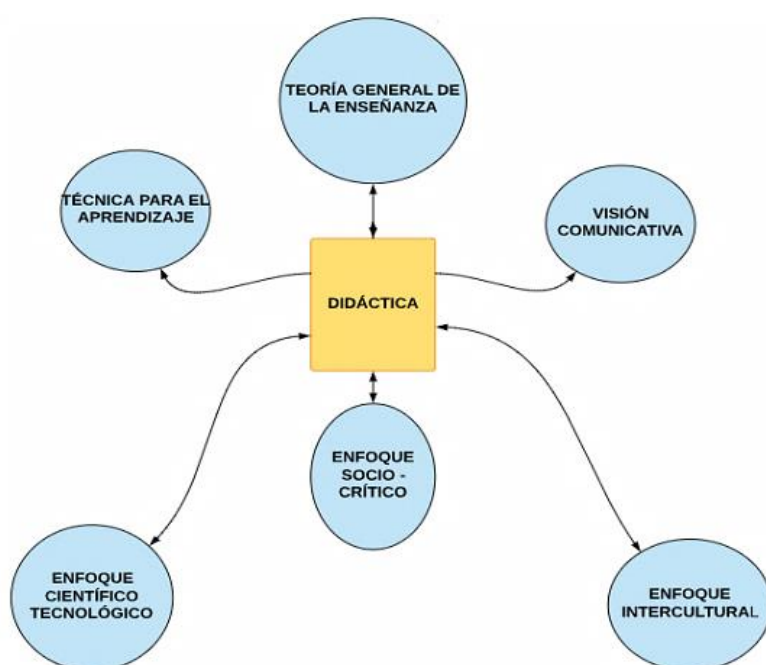 TEORÍA GENERAL DE
LA ENSEÑANZA
TÉCNICA PARA EL
APRENDIZAJE
VISIÓN
COMUNICATIVA
DIDÁCTICA
ENFOQUE
SOCIO -
CRÍTICO
ENFOQUE
CIENTÍFICO
TECNOLÓGICO
ENFOQUE
INTERCULTURAL